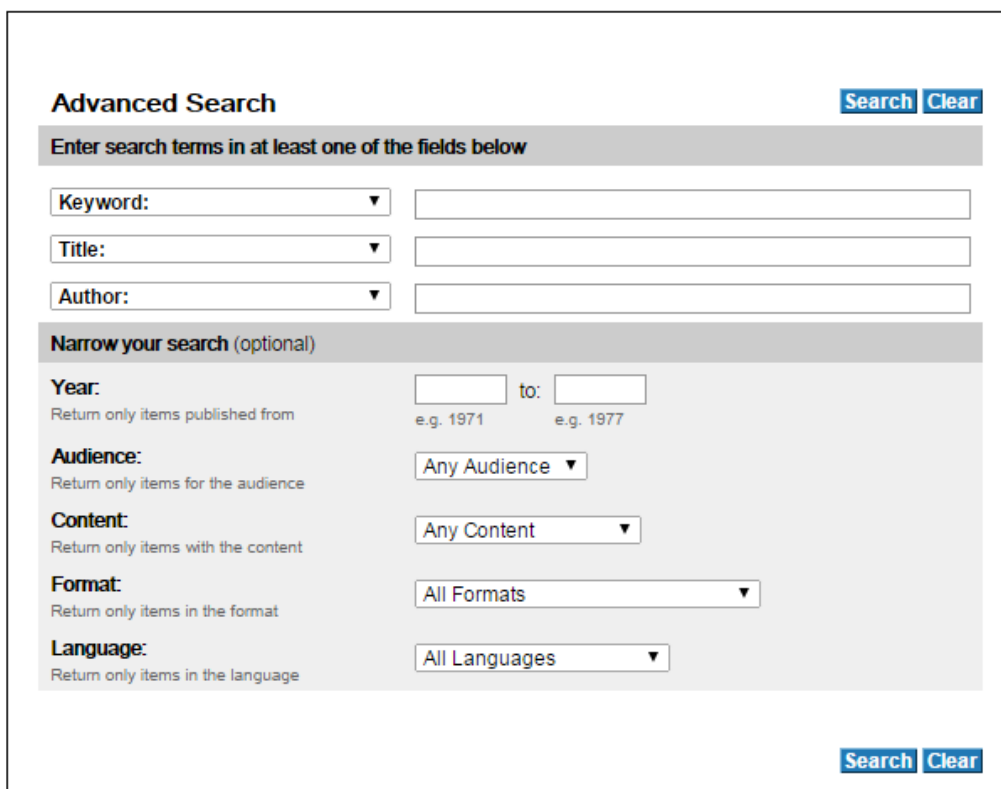 Advanced Search Search Clear
Enter search terms in at least one of the fields below
Keyword:
Title:
Author:
Narrow your search (optional)
Year: to:
Return only items published from e.g. 1971 e.g. 1977
Audience: Any Audience
Return only items for the audience
Content: Any Content
Return only items with the content
Format: All Formats
Return only items in the format
Language: All Languages
Return only items in the language
Search Clear